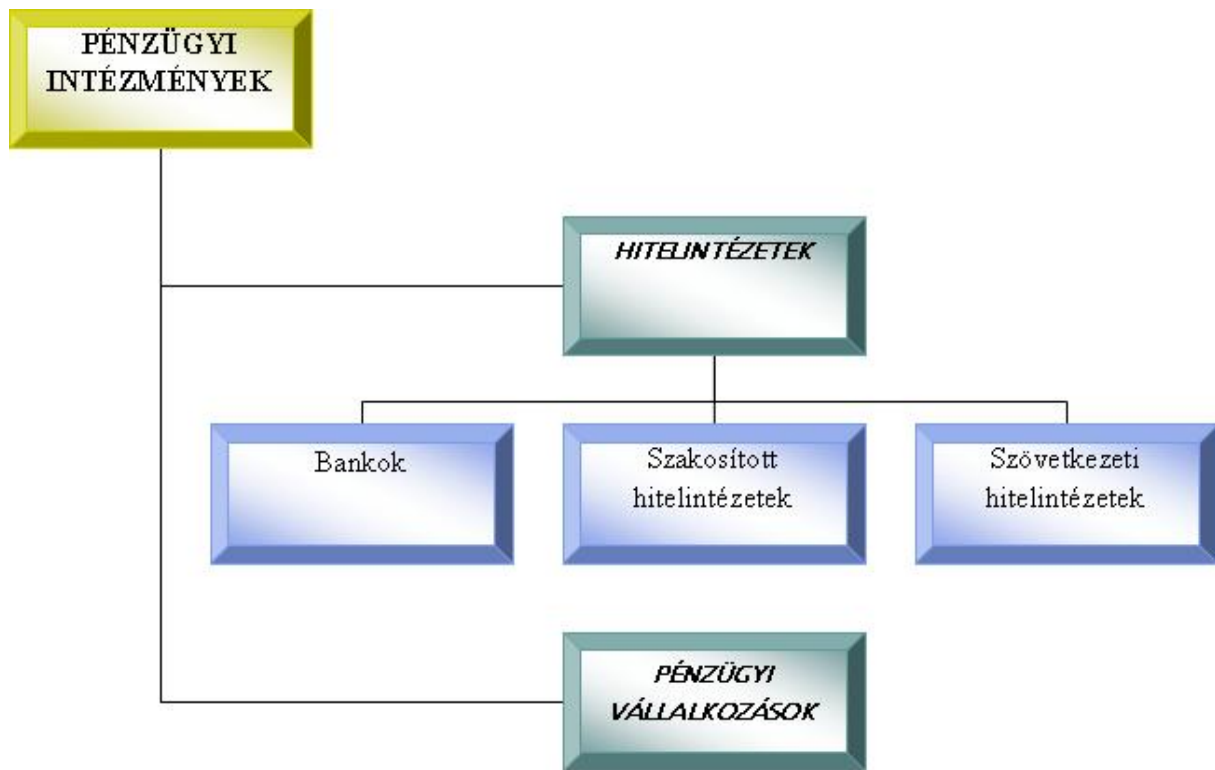 PÉNZÜGYI
INTÉZMÉNYEK
HITELINTÉZETEK
Bankok
Szakosított
hitelintézetek
Szövetkezeti
hitelintézetek
PÉNZÜGYI
VÁLLALKOZÁSOK